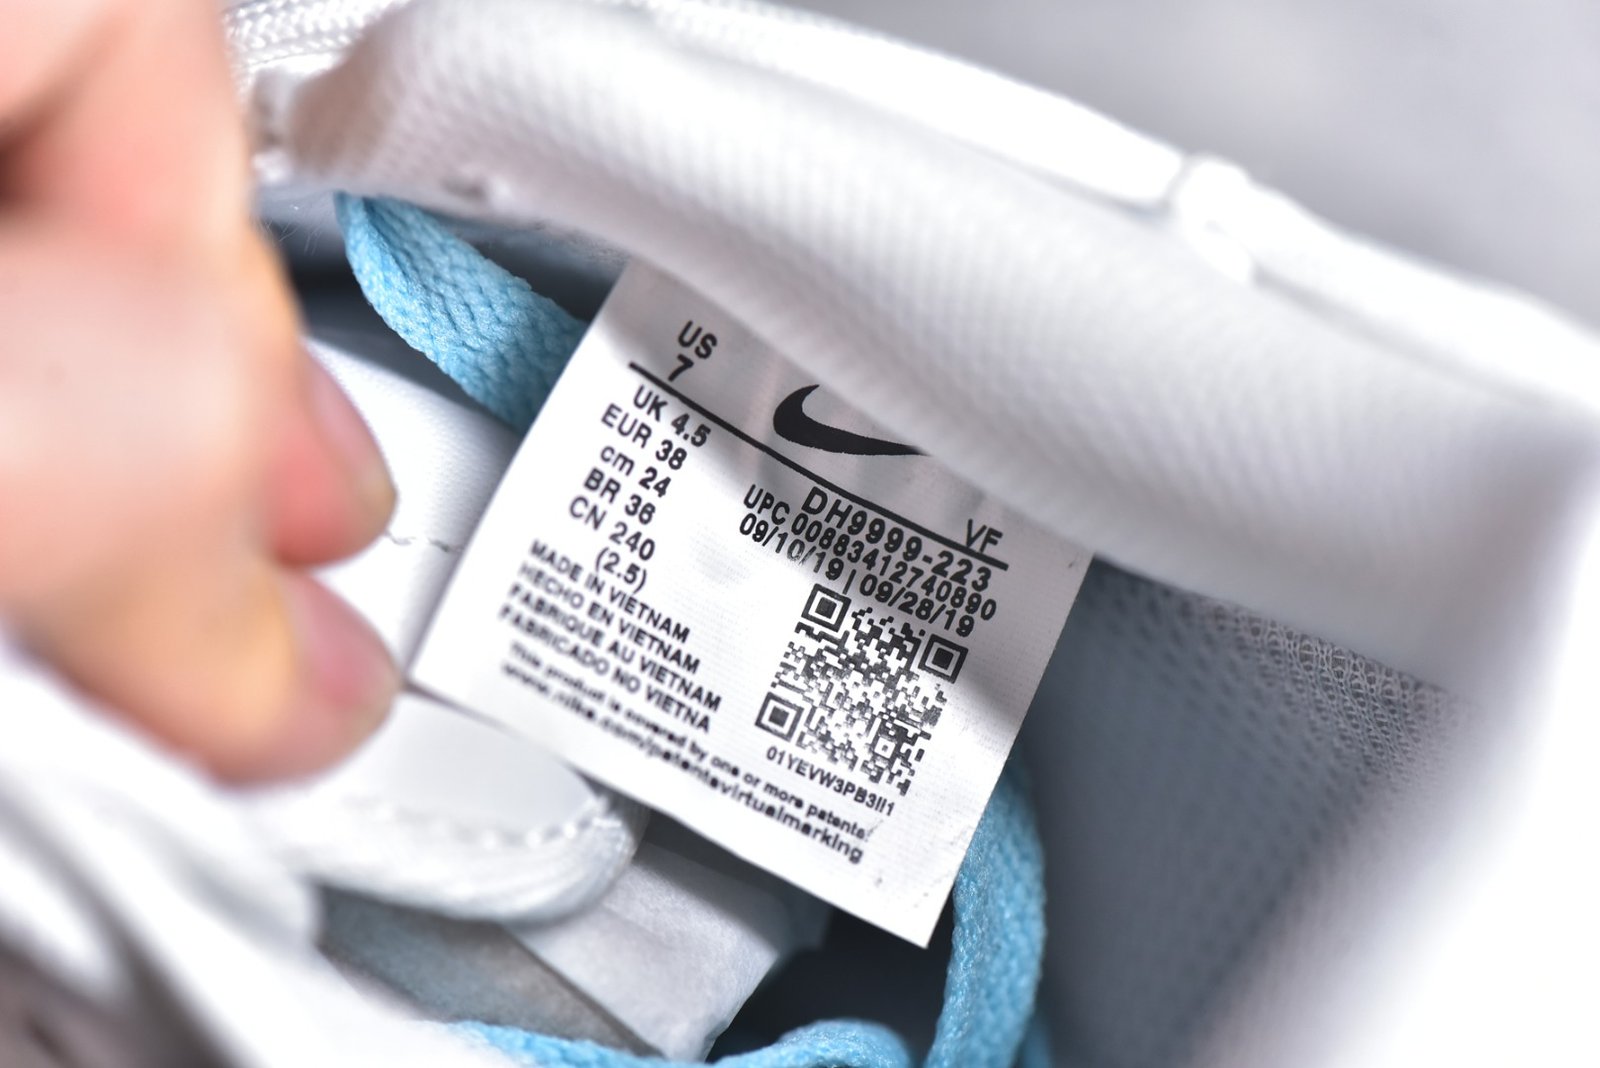 US
7
UK 4.5
EUR 38
cm 24
BR 36
CN 240
(2.5)
MADE IN VIETNAM
HECHO EN VIETNAM
FABRIQUE AU VIETNAM
FABRICADO NO VIETNA
This product is covered by one or more patents.
www.nike.com/patentsvirtualmarking
VF
DH9999-223
UPC 00883412740890
09/10/19 | 09/28/19
01YEVW3PB3II1